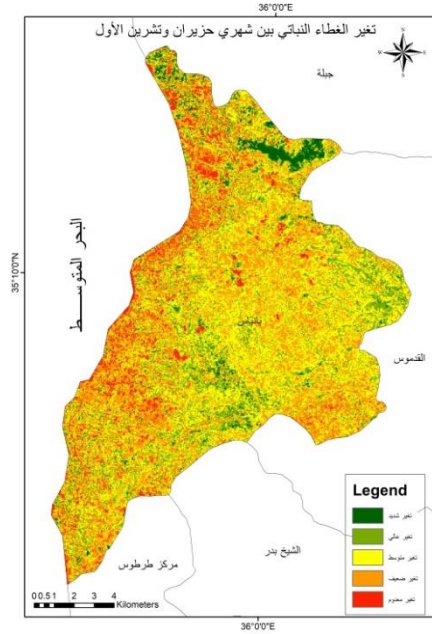 36°0'0"E
تغير الغطاء النباتي بين شهري حزيران وتشرين الأول
N
W
E
S
جبلة
البحر المتوســـط
35°10'0"N
بانياس
القدموس
Legend
تغير شديد
تغير عالي
تغير متوسط
تغير ضعيف
تغير معدوم
الشيخ بدر
مركز طرطوس
0 0.5 1 2 3 4
Kilometers
36°0'0"E